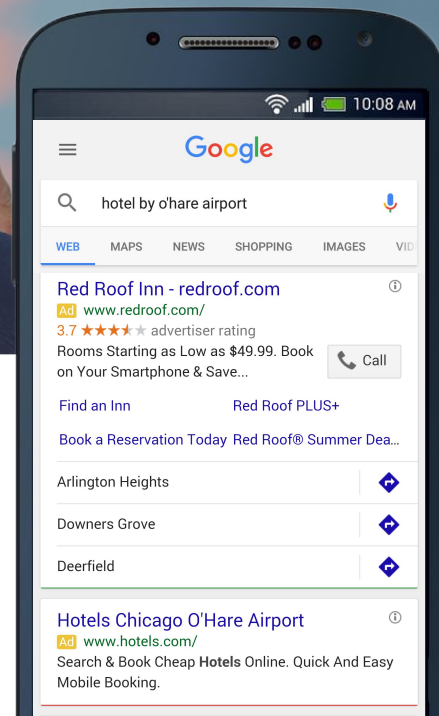 10:08 AM
Google
hotel by o'hare airport
WEB MAPS NEWS SHOPPING IMAGES
Red Roof Inn - redroof.com
Ad www.redroof.com/
3.7 advertiser rating
Rooms Starting as Low as $49.99. Book
on Your Smartphone & Save...
Call
Find an Inn Red Roof PLUS+
Book a Reservation Today Red Roof® Summer Dea...
Arlington Heights
Downers Grove
Deerfield
Hotels Chicago O'Hare Airport
Ad www.hotels.com/
Search & Book Cheap Hotels Online. Quick And Easy
Mobile Booking.